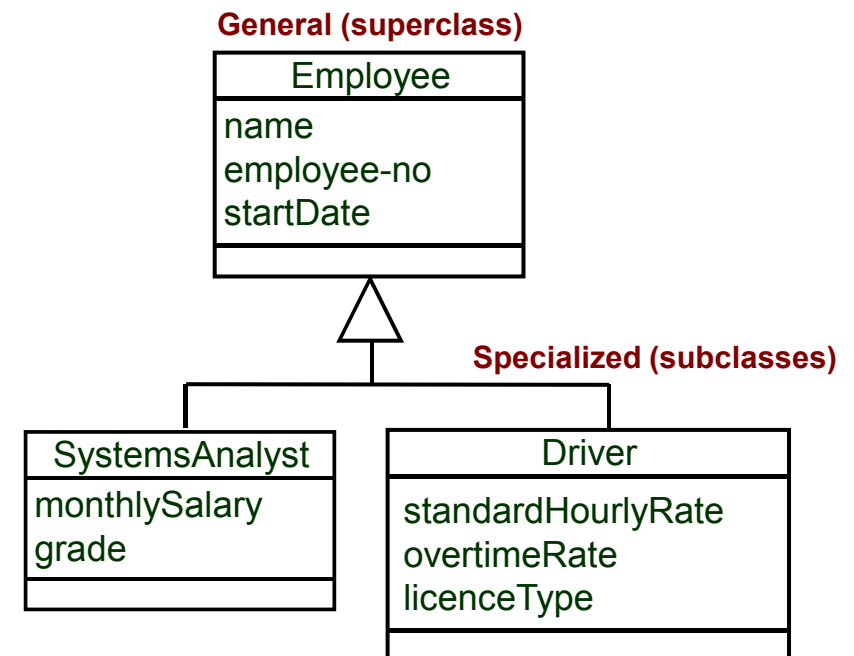 General (superclass)
Employee
name
employee-no
startDate
Specialized (subclasses)
SystemsAnalyst
monthlySalary
grade
Driver
standardHourlyRate
overtimeRate
licenceType